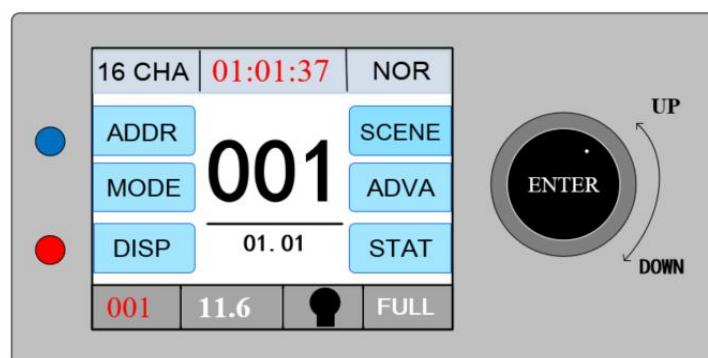 16 CHA 01:01:37 NOR
UP
ADDR 001 SCENE
MODE ADVA
ENTER
DISP 01. 01 STAT
DOWN
001 11.6 FULL